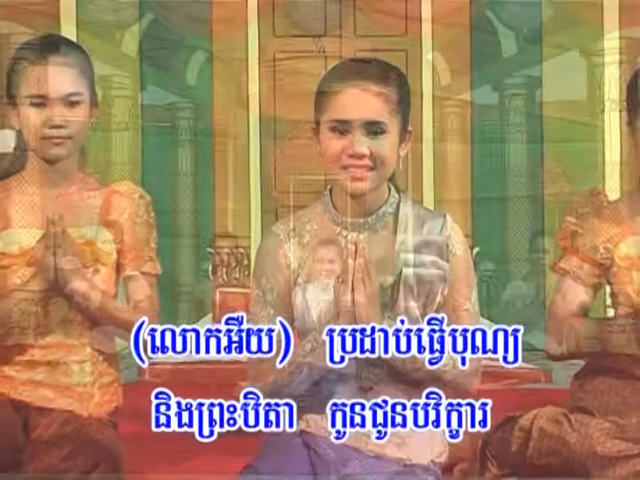 (លោកអឺយ) ប្រដាប់ធ្វើបុណ្យ
និងព្រះបិតា កូនជូនបរិក្ខារ